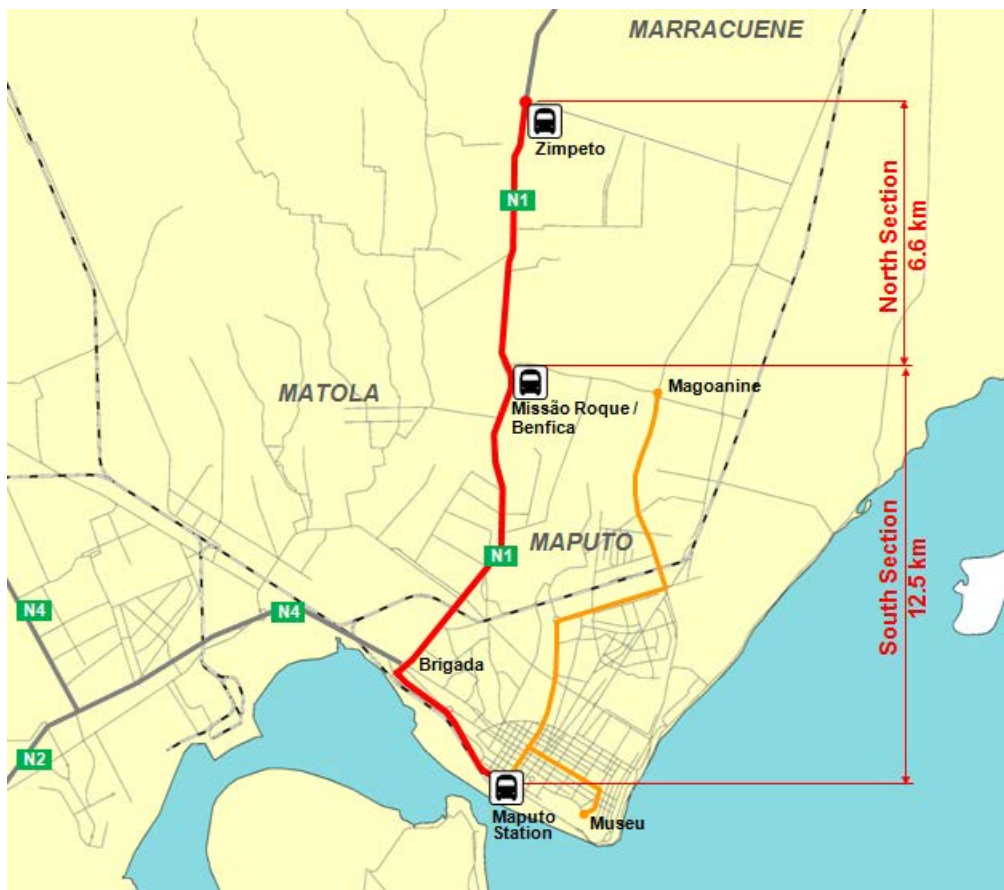 MARRACUENE
Zimpeto
N1
North Section
6.6 km
MATOLA
Missão Roque /
Benfica
Magoanine
N1
MAPUTO
South Section
12.5 km
N4
N4
Brigada
N2
Maputo
Station
Museu